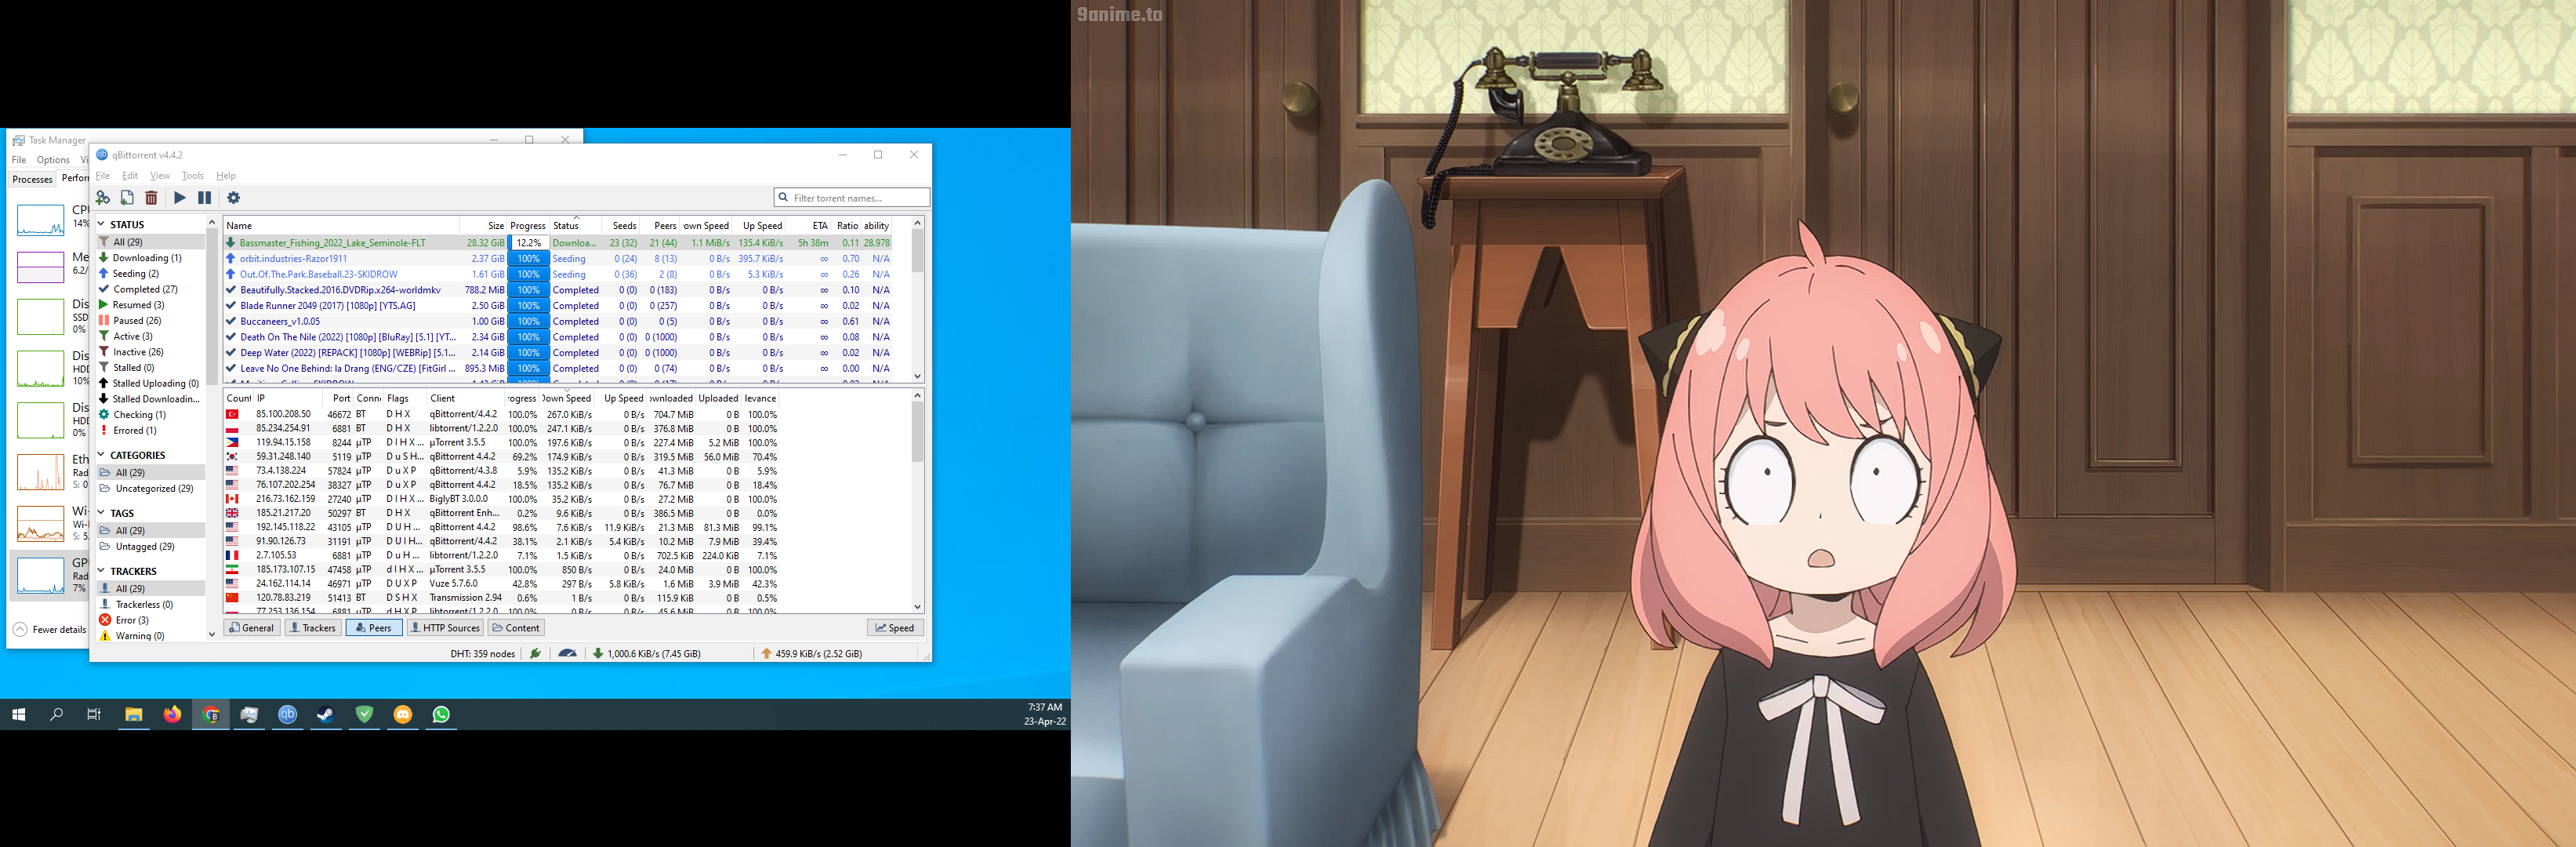 9anime.to
Task Manager
File Options Vi
Processes Perforr
CPU
14%
Me
6.2/
Dis
SSD
0%
Dis
HDD
10%
Dis
HDD
0%
Eth
Rad
S: 0
Wi-
Wi-I
S: 5.
GP
Rad
7%
Fewer details
qBittorrent v4.4.2
File Edit View Tools Help
Filter torrent names...
STATUS
All (29)
Downloading (1)
Seeding (2)
Completed (27)
Resumed (3)
Paused (26)
Active (3)
Inactive (26)
Stalled (0)
Stalled Uploading (0)
Stalled Downloadin...
Checking (1)
Errored (1)
CATEGORIES
All (29)
Uncategorized (29)
TAGS
All (29)
Untagged (29)
TRACKERS
All (29)
Trackerless (0)
Error (3)
Warning (0)
Name Size Progress Status Seeds Peers own Speed Up Speed ETA Ratio ability
Bassmaster_Fishing_2022_Lake_Seminole-FLT 28.32 GiB 12.2% Downloa... 23 (32) 21 (44) 1.1 MiB/s 135.4 KiB/s 5h 38m 0.11 28.978
orbit.industries-Razor1911 2.37 GiB 100% Seeding 0 (24) 8 (13) 0 B/s 395.7 KiB/s ∞ 0.70 N/A
Out.Of.The.Park.Baseball.23-SKIDROW 1.61 GiB 100% Seeding 0 (36) 2 (8) 0 B/s 5.3 KiB/s ∞ 0.26 N/A
Beautifully.Stacked.2016.DVDRip.x264-worldmkv 788.2 MiB 100% Completed 0 (0) 0 (183) 0 B/s 0 B/s ∞ 0.10 N/A
Blade Runner 2049 (2017) [1080p] [YTS.AG] 2.50 GiB 100% Completed 0 (0) 0 (257) 0 B/s 0 B/s ∞ 0.02 N/A
Buccaneers_v1.0.05 1.00 GiB 100% Completed 0 (0) 0 (5) 0 B/s 0 B/s ∞ 0.61 N/A
Death On The Nile (2022) [1080p] [BluRay] [5.1] [YT... 2.34 GiB 100% Completed 0 (0) 0 (1000) 0 B/s 0 B/s ∞ 0.08 N/A
Deep Water (2022) [REPACK] [1080p] [WEBRip] [5.1... 2.14 GiB 100% Completed 0 (0) 0 (1000) 0 B/s 0 B/s ∞ 0.02 N/A
Leave No One Behind: Ia Drang (ENG/CZE) [FitGirl ... 895.3 MiB 100% Completed 0 (0) 0 (74) 0 B/s 0 B/s ∞ 0.00 N/A
Count IP Port Conne Flags Client rogress Down Speed Up Speed ownloaded Uploaded levance
85.100.208.50 46672 BT D H X qBittorrent/4.4.2 100.0% 267.0 KiB/s 0 B/s 704.7 MiB 0 B 100.0%
85.234.254.91 6881 BT D H X libtorrent/1.2.2.0 100.0% 247.1 KiB/s 0 B/s 376.8 MiB 0 B 100.0%
119.94.15.158 8244 μTP D I H X ... μTorrent 3.5.5 100.0% 197.6 KiB/s 0 B/s 227.4 MiB 5.2 MiB 100.0%
59.31.248.140 5119 μTP D u S H... qBittorrent 4.4.2 69.2% 174.9 KiB/s 0 B/s 319.5 MiB 56.0 MiB 70.4%
73.4.138.224 57824 μTP D u X P qBittorrent/4.3.8 5.9% 135.2 KiB/s 0 B/s 41.3 MiB 0 B 5.9%
76.107.202.254 38327 μTP D u X P qBittorrent 4.4.2 18.5% 135.2 KiB/s 0 B/s 76.7 MiB 0 B 18.4%
216.73.162.159 27240 μTP D I H X ... BiglyBT 3.0.0.0 100.0% 35.2 KiB/s 0 B/s 27.2 MiB 0 B 100.0%
185.21.217.20 50297 BT D H X qBittorrent Enh... 0.2% 9.6 KiB/s 0 B/s 386.5 MiB 0 B 0.0%
192.145.118.22 43105 μTP D U H ... qBittorrent 4.4.2 98.6% 7.6 KiB/s 11.9 KiB/s 21.3 MiB 81.3 MiB 99.1%
91.90.126.73 31191 μTP D U I H... qBittorrent/4.4.2 38.1% 2.1 KiB/s 5.4 KiB/s 10.2 MiB 7.9 MiB 39.4%
2.7.105.53 6881 μTP D u H ... libtorrent/1.2.2.0 7.1% 1.5 KiB/s 0 B/s 702.5 KiB 224.0 KiB 7.1%
185.173.107.15 47458 μTP d I H X ... μTorrent 3.5.5 100.0% 850 B/s 0 B/s 24.0 MiB 0 B 100.0%
24.162.114.14 46971 μTP D U X P Vuze 5.7.6.0 42.8% 297 B/s 5.8 KiB/s 1.6 MiB 3.9 MiB 42.3%
120.78.83.219 51413 BT D S H X Transmission 2.94 0.6% 1 B/s 0 B/s 115.9 KiB 0 B 0.5%
77.253.136.154 6881 μTP d H X P libtorrent/1.2.2.0 100.0% 0 B/s 0 B/s 45.6 MiB 0 B 100.0%
General Trackers Peers HTTP Sources Content Speed
DHT: 359 nodes 1,000.6 KiB/s (7.45 GiB) 459.9 KiB/s (2.52 GiB)
7:37 AM
23-Apr-22